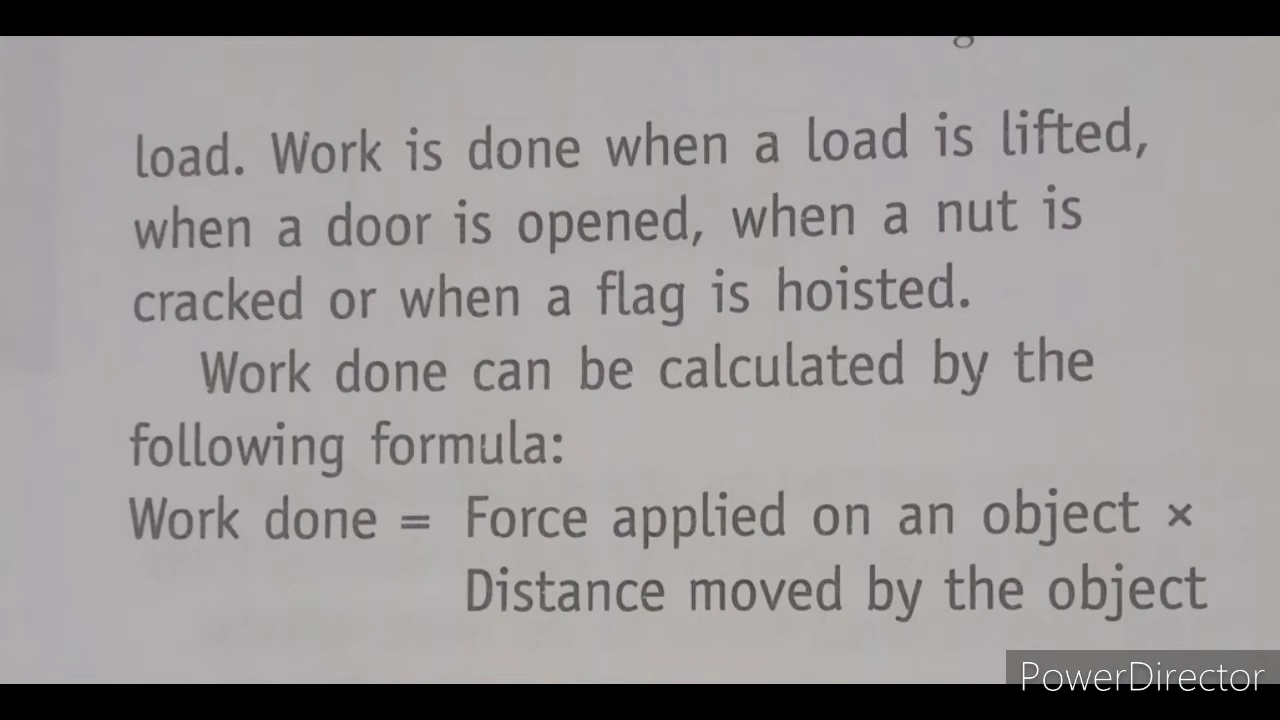 load. Work is done when a load is lifted,
when a door is opened, when a nut is
cracked or when a flag is hoisted.
Work done can be calculated by the
following formula:
Work done = Force applied on an object ×
Distance moved by the object
PowerDirector